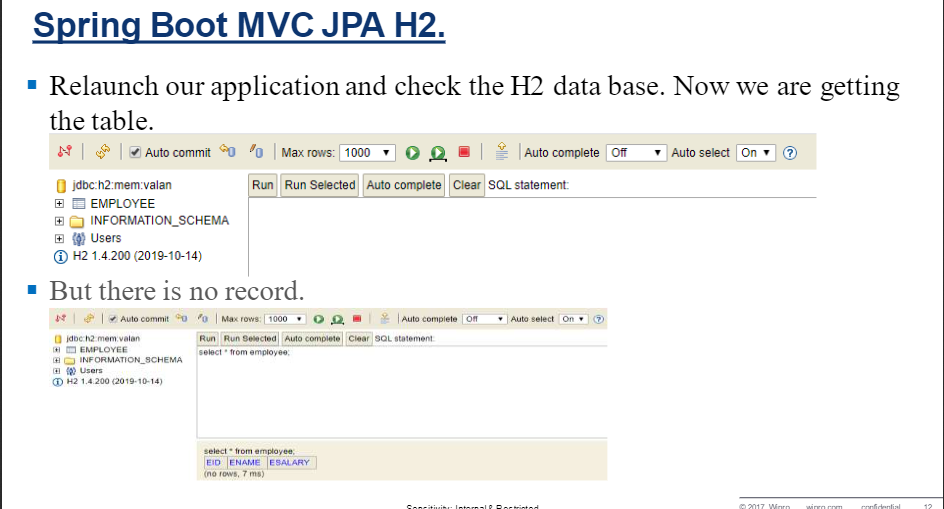 Spring Boot MVC JPA H2.
Relaunch our application and check the H2 data base. Now we are getting
the table.
Auto commit Max rows: 1000 Auto complete Off Auto select On
jdbc:h2:mem:valan
EMPLOYEE
INFORMATION_SCHEMA
Users
H2 1.4.200 (2019-10-14)
Run Run Selected Auto complete Clear SQL statement:
But there is no record.
Auto commit Max rows: 1000 Auto complete Off Auto select On
jdbc:h2:mem:valan
EMPLOYEE
INFORMATION_SCHEMA
Users
H2 1.4.200 (2019-10-14)
Run Run Selected Auto complete Clear SQL statement:
select * from employee;
select * from employee;
EID ENAME ESALARY
(no rows, 7 ms)
Sensitivity: Internal & Restricted
© 2017 Wipro wipro.com confidential 12